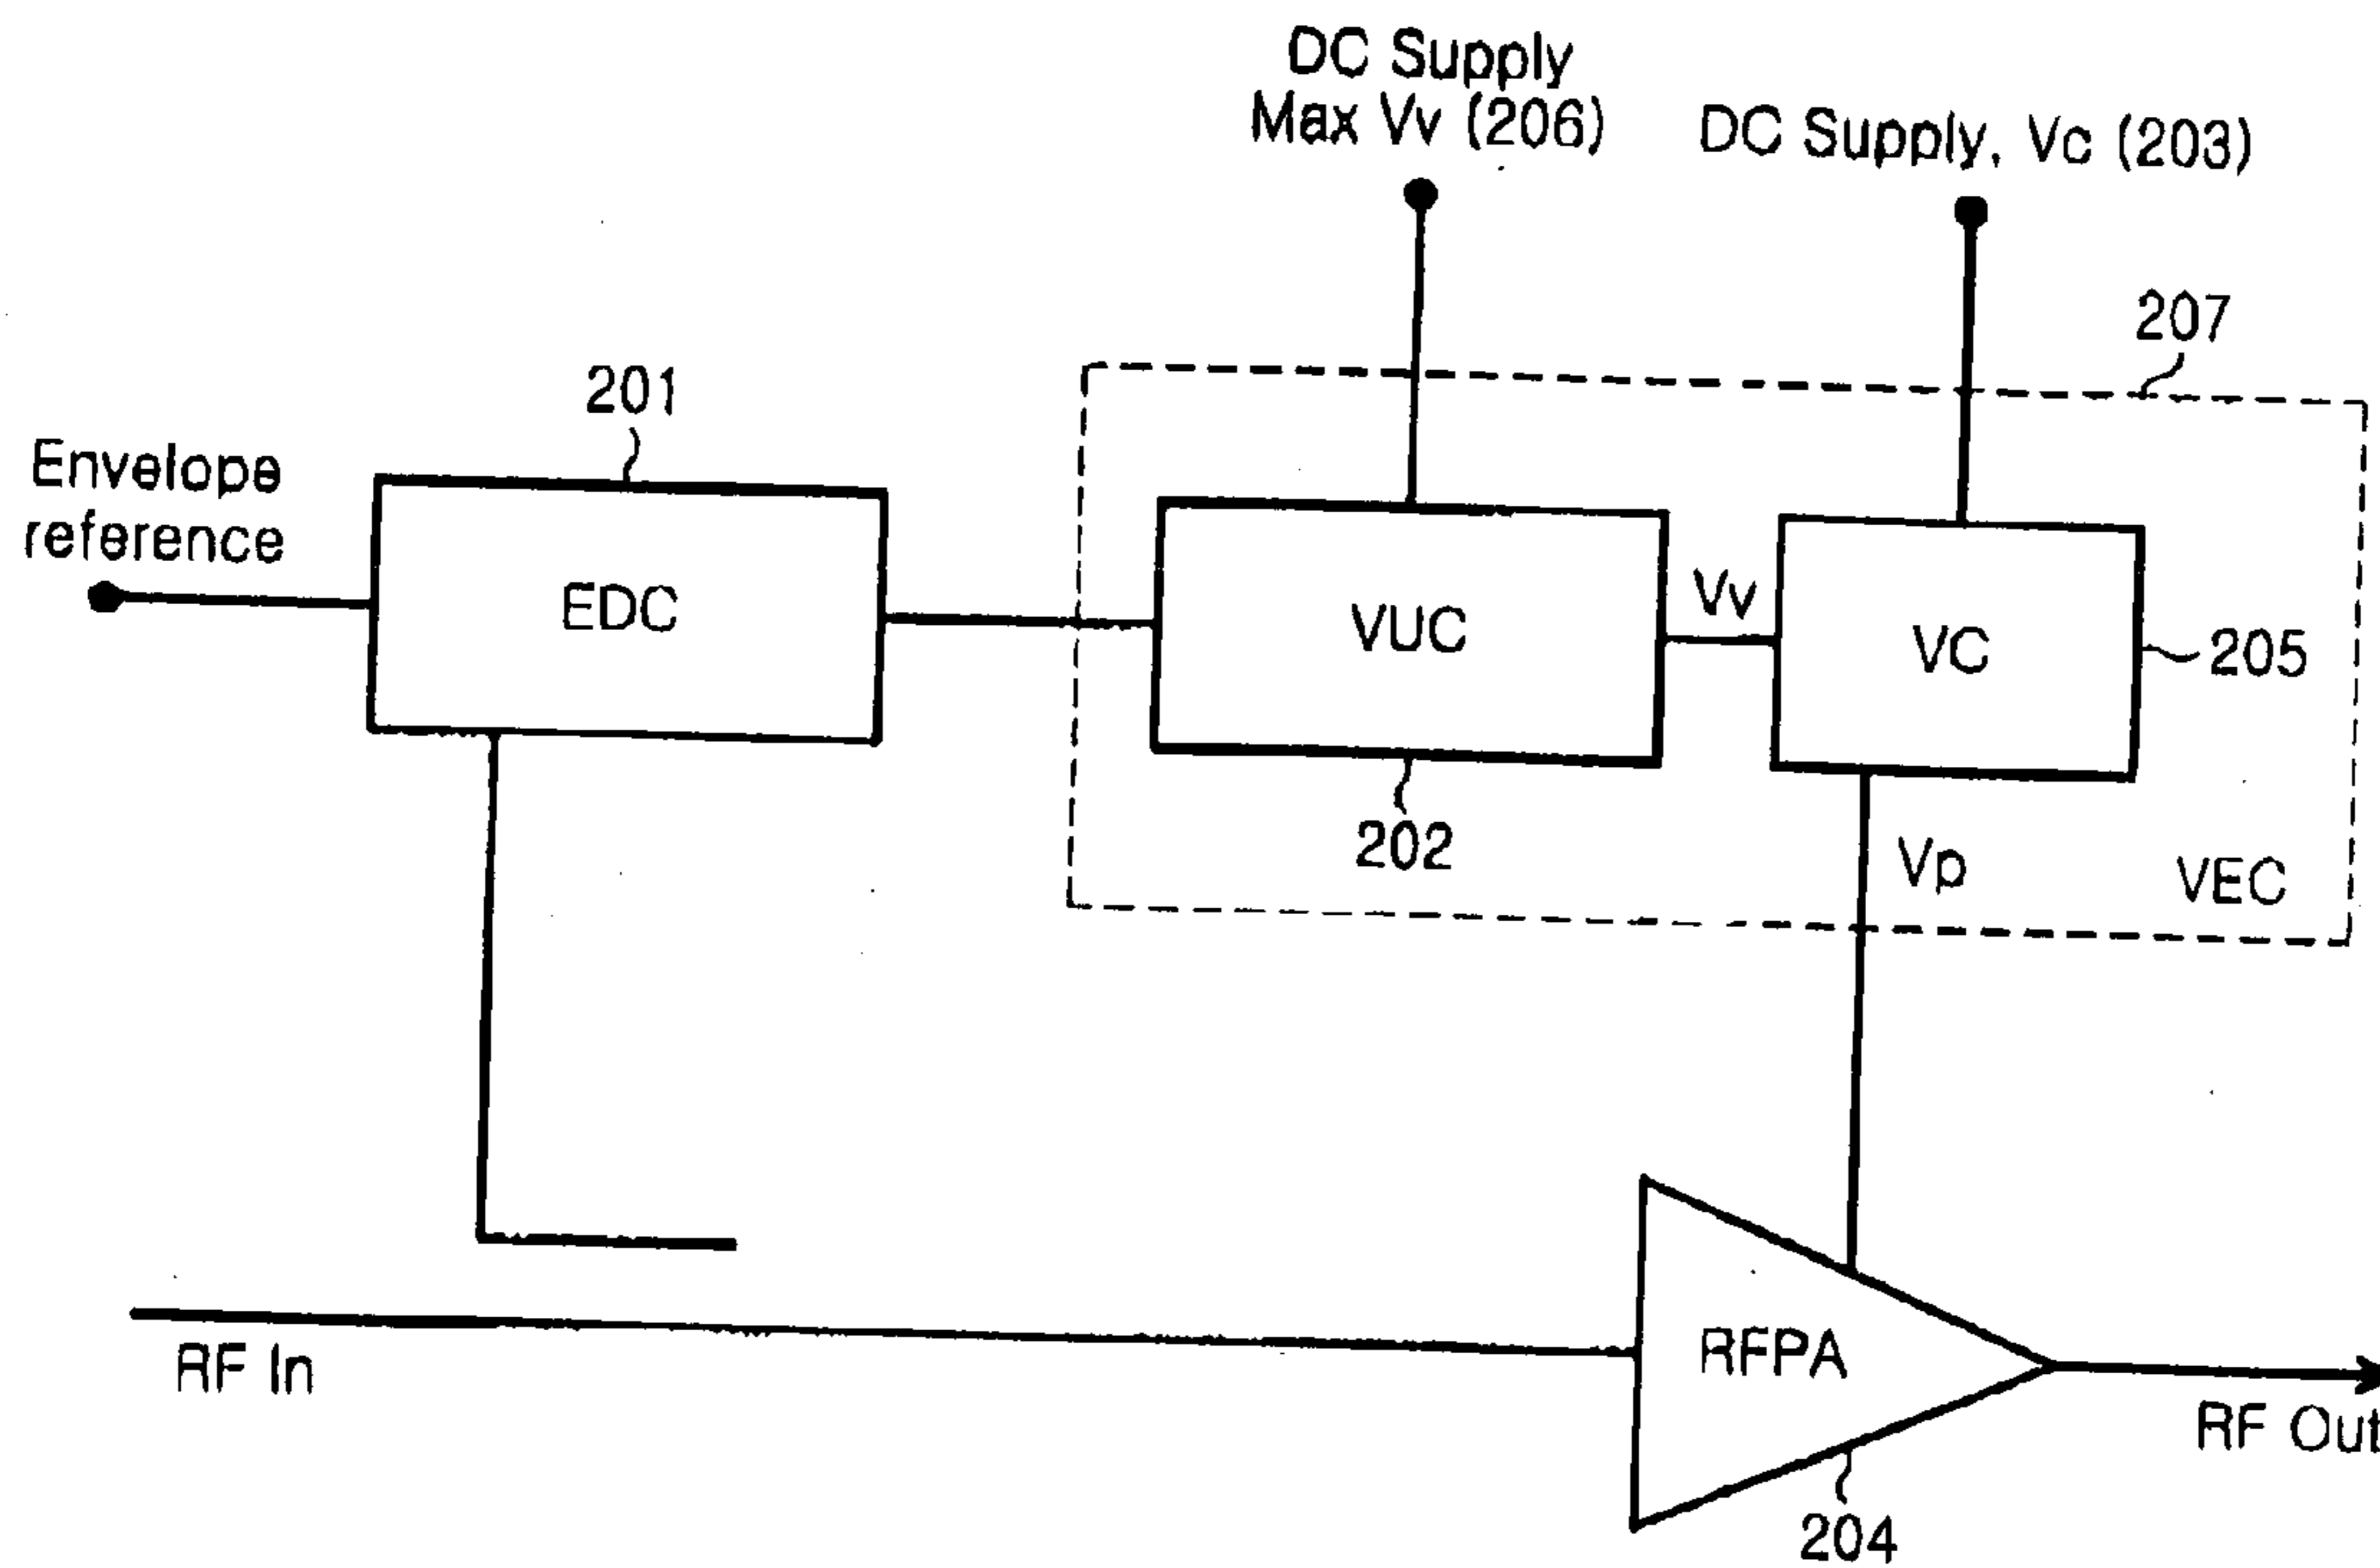 DC Supply
Max Vv (206)
DC Supply, Vc (203)
207
201
Envelope
reference
EDC
VUC
Vv
VC
205
202
Vp
VEC
RF In
RFPA
RF Out
204